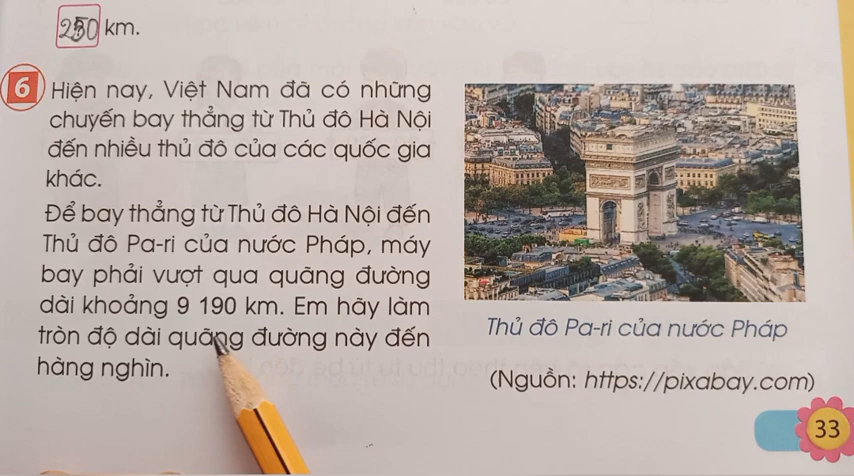 km.
6 Hiện nay, Việt Nam đã có những
chuyến bay thẳng từ Thủ đô Hà Nội
đến nhiều thủ đô của các quốc gia
khác.
Để bay thẳng từ Thủ đô Hà Nội đến
Thủ đô Pa-ri của nước Pháp, máy
bay phải vượt qua quãng đường
dài khoảng 9 190 km. Em hãy làm
tròn độ dài quãng đường này đến
hàng nghìn.
Thủ đô Pa-ri của nước Pháp
(Nguồn: https://pixabay.com)
33